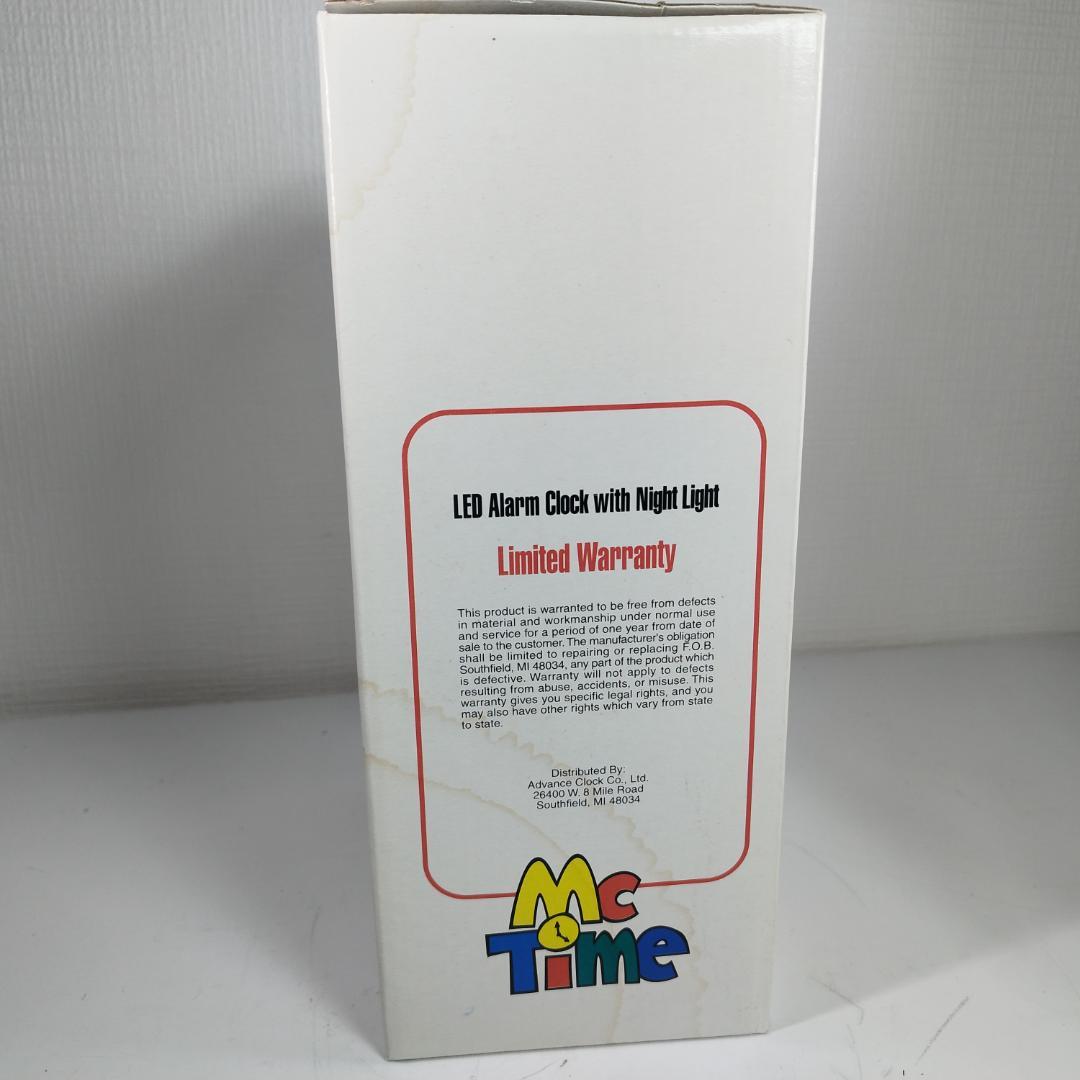 LED Alarm Clock with Night Light
Limited Warranty
This product is warranted to be free from defects
in material and workmanship under normal use
and service for a period of one year from date of
sale to the customer. The manufacturer's obligation
shall be limited to repairing or replacing F.O.B.
Southfield, MI 48034, any part of the product which
is defective. Warranty will not apply to defects
resulting from abuse, accidents, or misuse. This
warranty gives you specific legal rights, and you
may also have other rights which vary from state
to state.
Distributed By:
Advance Clock Co., Ltd.
26400 W. 8 Mile Road
Southfield, MI 48034
Mc
Time